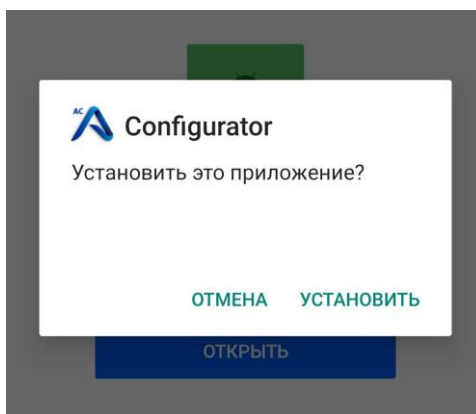 AC
Configurator
Установить это приложение?
ОТМЕНА УСТАНОВИТЬ
ОТКРЫТЬ